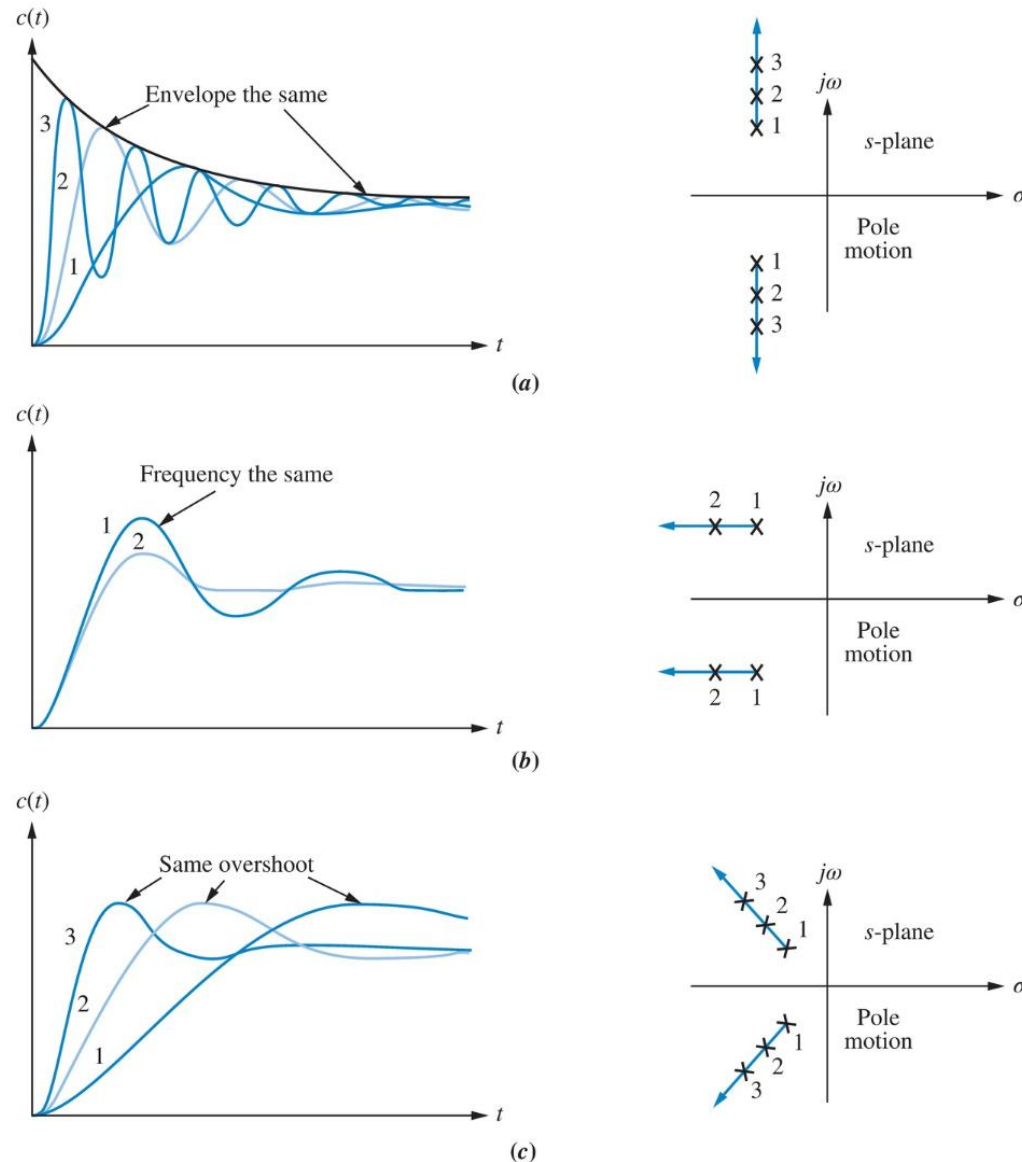 c(t)
Envelope the same
3
2
1
t
3
2
1
jω
s-plane
σ
Pole
motion
1
2
3
(a)
c(t)
Frequency the same
1
2
t
2 1
jω
s-plane
σ
Pole
motion
2 1
(b)
c(t)
Same overshoot
3
2
1
t
3
2
1
jω
s-plane
σ
Pole
motion
1
2
3
(c)